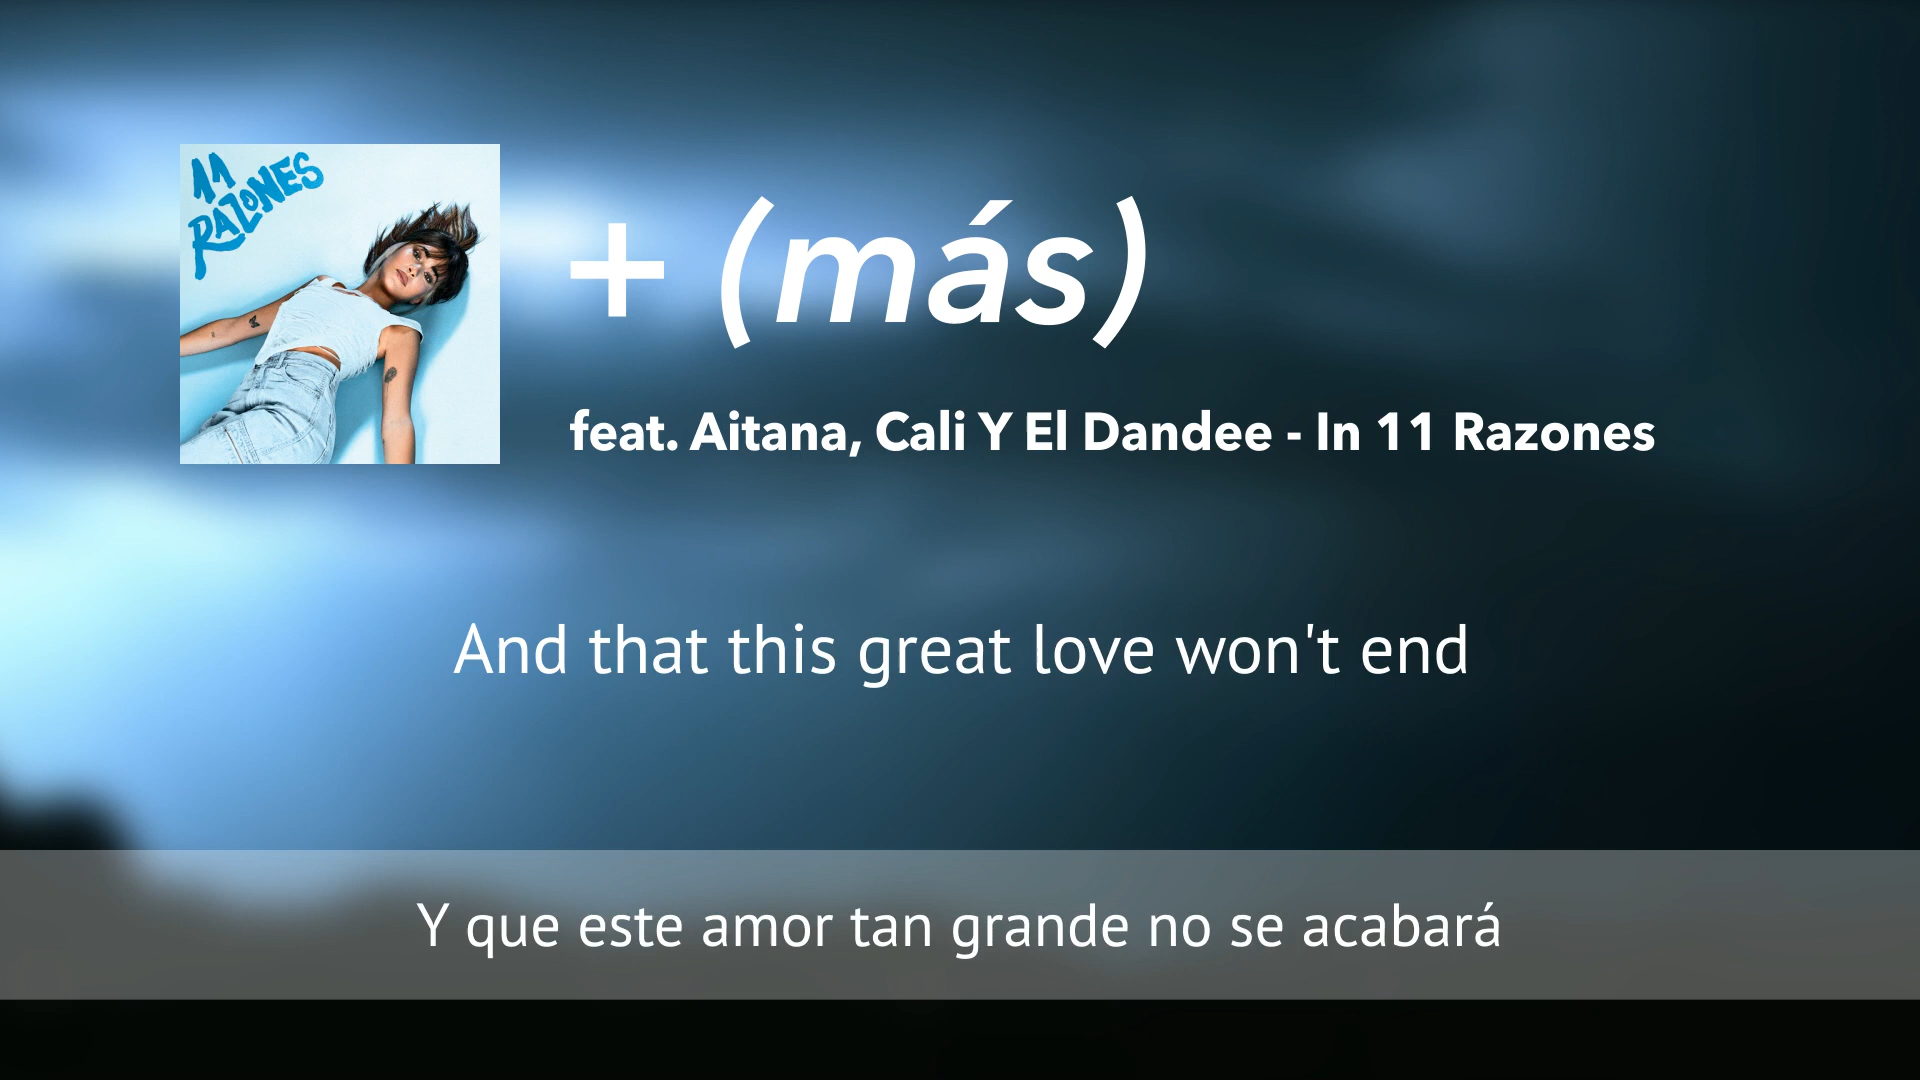 11
RAZONES
+ (más)
feat. Aitana, Cali Y El Dandee - In 11 Razones
And that this great love won't end
Y que este amor tan grande no se acabará